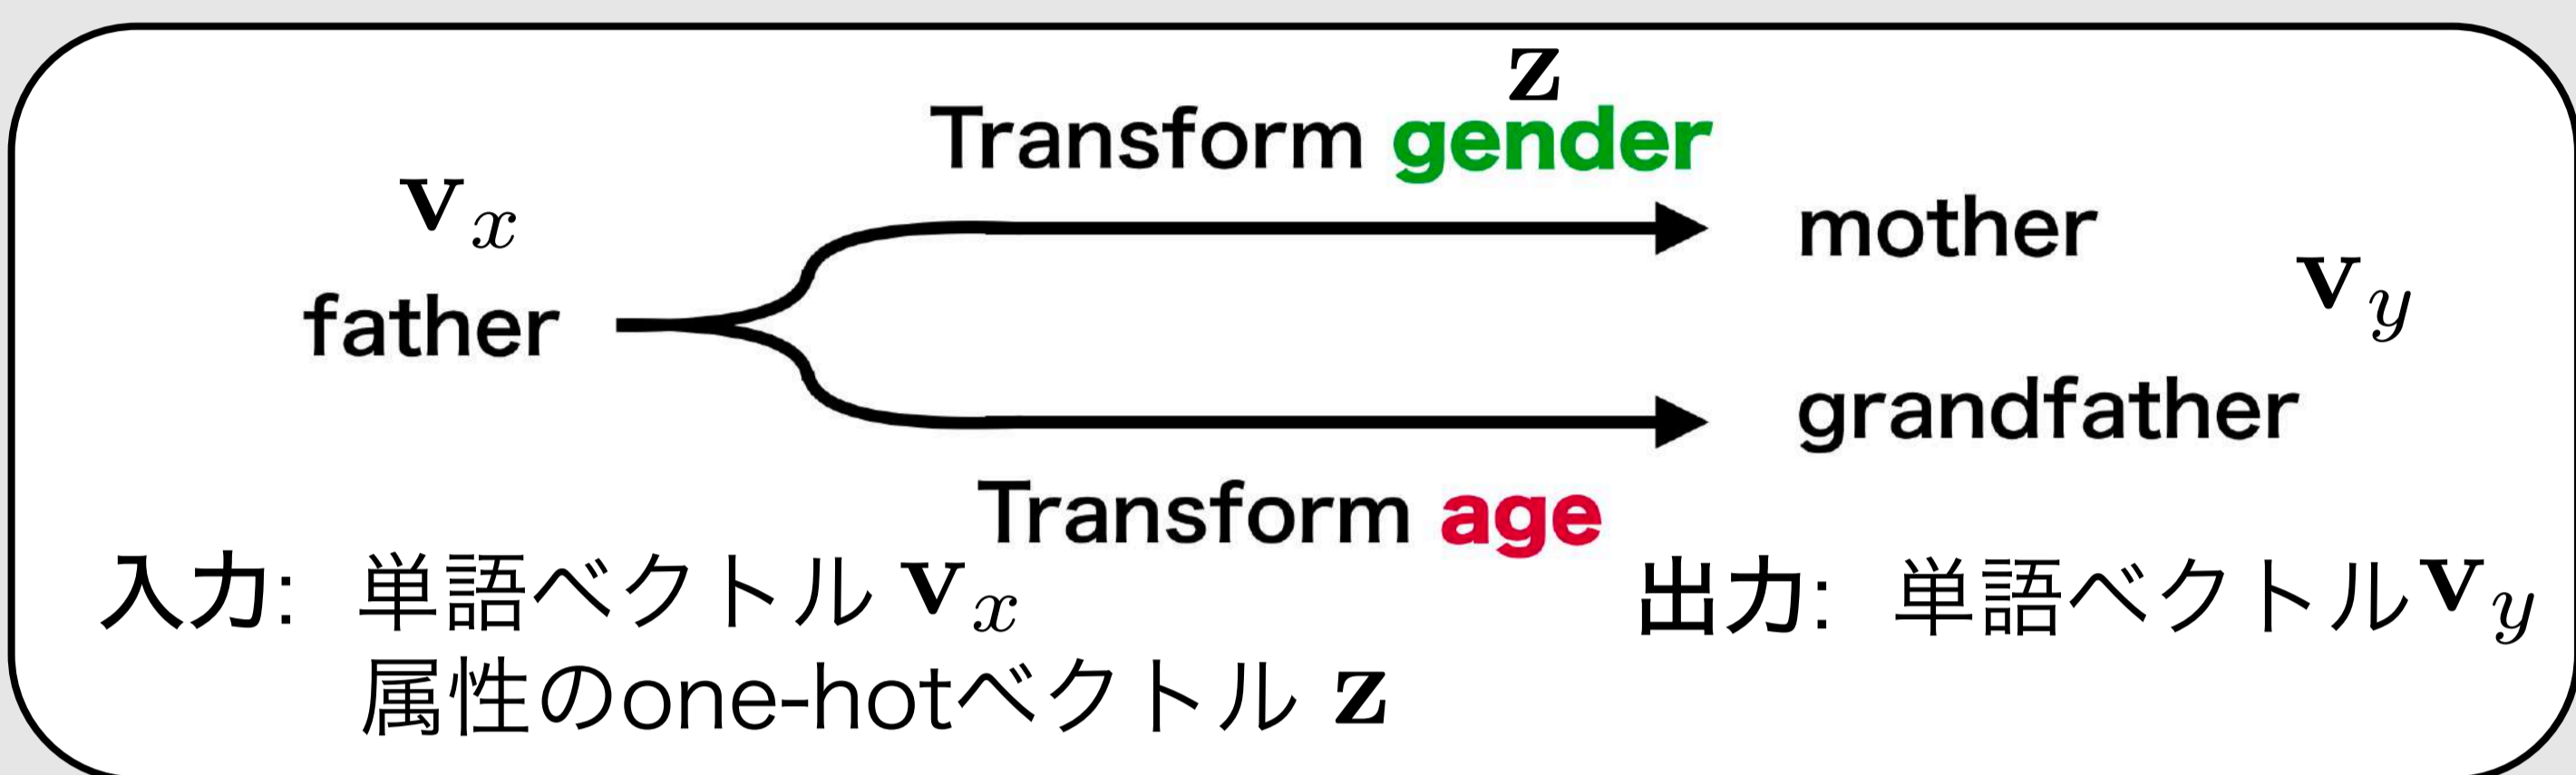 z
Transform gender
v_x
mother
father
v_y
grandfather
Transform age
入力: 単語ベクトル v_x
属性のone-hotベクトル z
出力: 単語ベクトル v_y